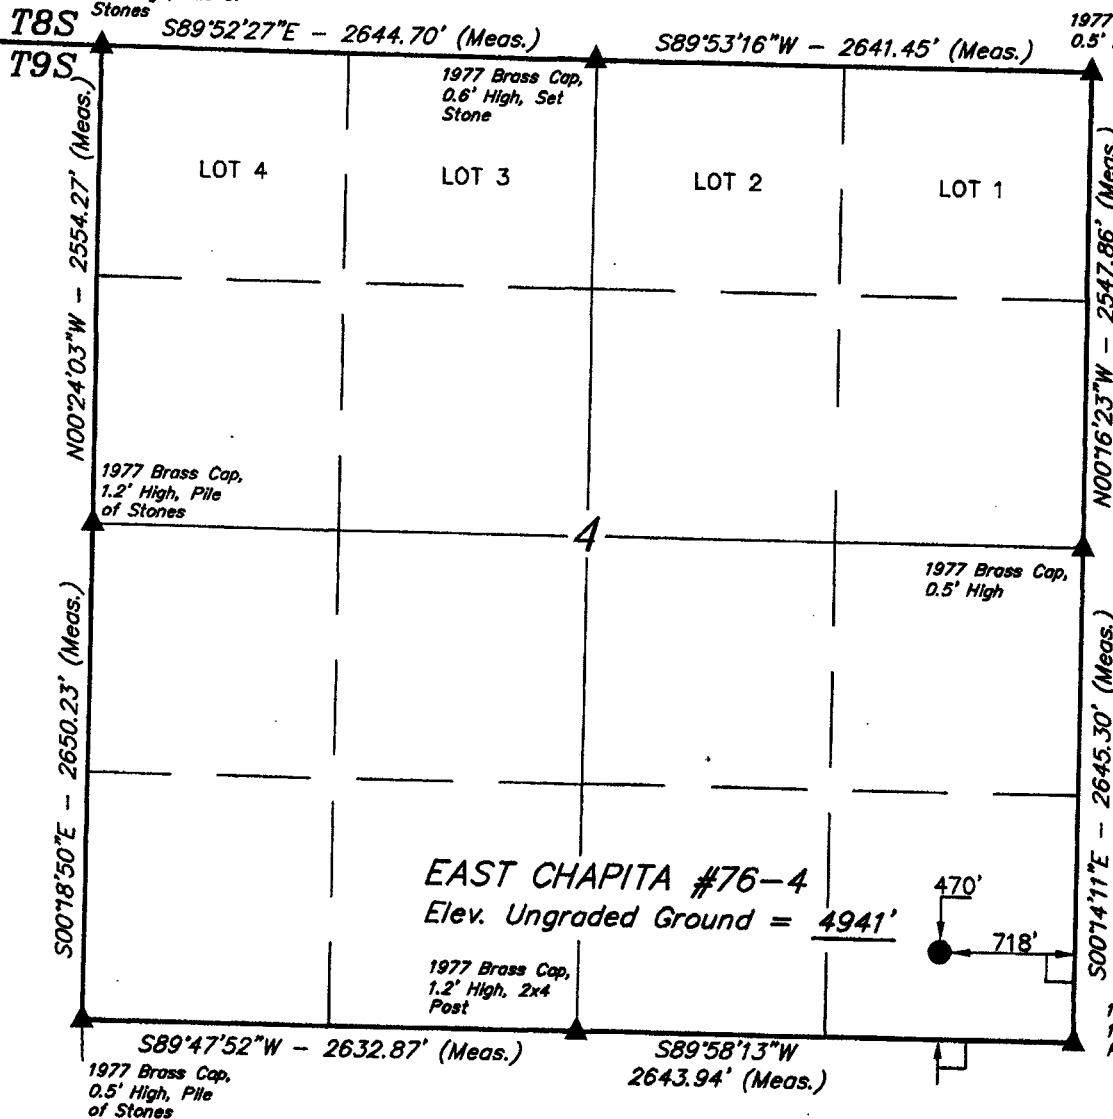 T8S
Stones
S89°52'27"E - 2644.70' (Meas.)
S89°53'16"W - 2641.45' (Meas.)
1977
0.5'
T9S
1977 Brass Cap,
0.6' High, Set
Stone
N00°24'03"W - 2554.27' (Meas.)
LOT 4
LOT 3
LOT 2
LOT 1
N00°16'23"W - 2547.86' (Meas.)
1977 Brass Cap,
1.2' High, Pile
of Stones
4
1977 Brass Cap,
0.5' High
S00°18'50"E - 2650.23' (Meas.)
S00°14'11"E - 2645.30' (Meas.)
EAST CHAPITA #76-4
Elev. Ungraded Ground = 4941'
470'
718'
1977 Brass Cap,
1.2' High, 2x4
Post
S89°47'52"W - 2632.87' (Meas.)
S89°58'13"W
2643.94' (Meas.)
1977 Brass Cap,
0.5' High, Pile
of Stones